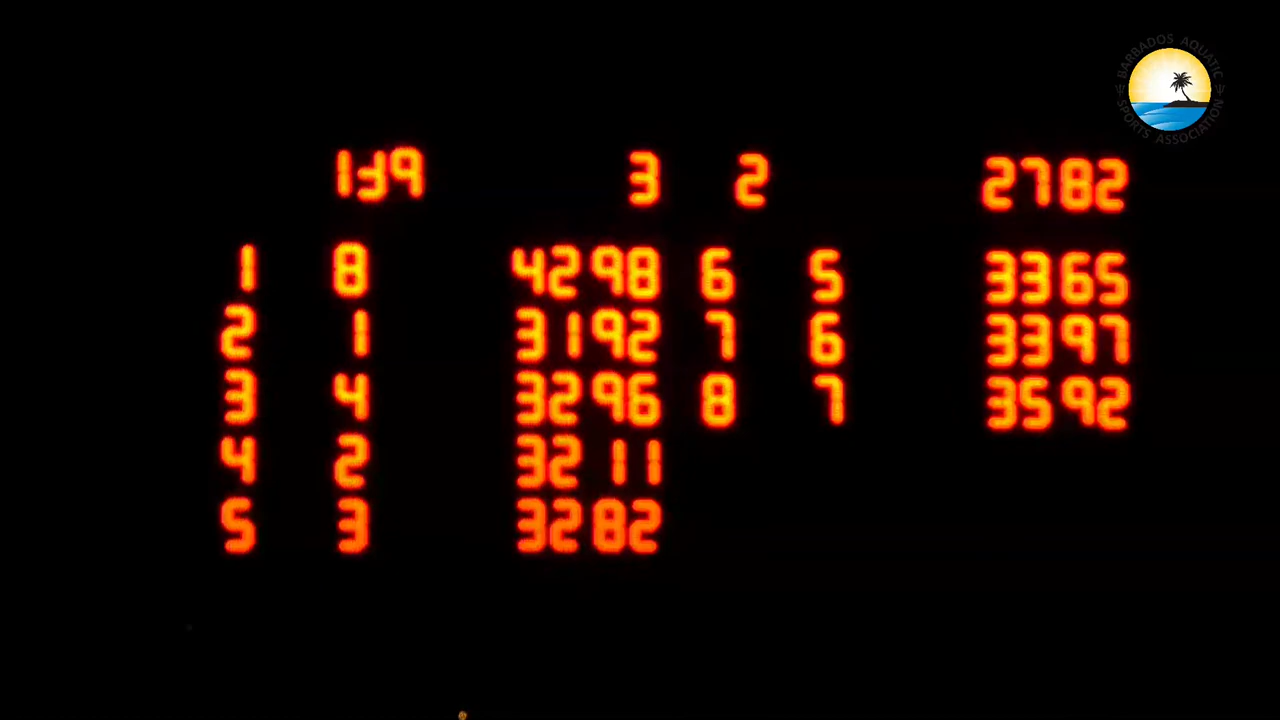 BARBADOS AQUATIC SPORTS ASSOCIATION
3 2 2782
1 8 4298 6 5 3365
2 1 3192 7 6 3397
3 4 3296 8 7 3592
4 2 3211
5 3 3282